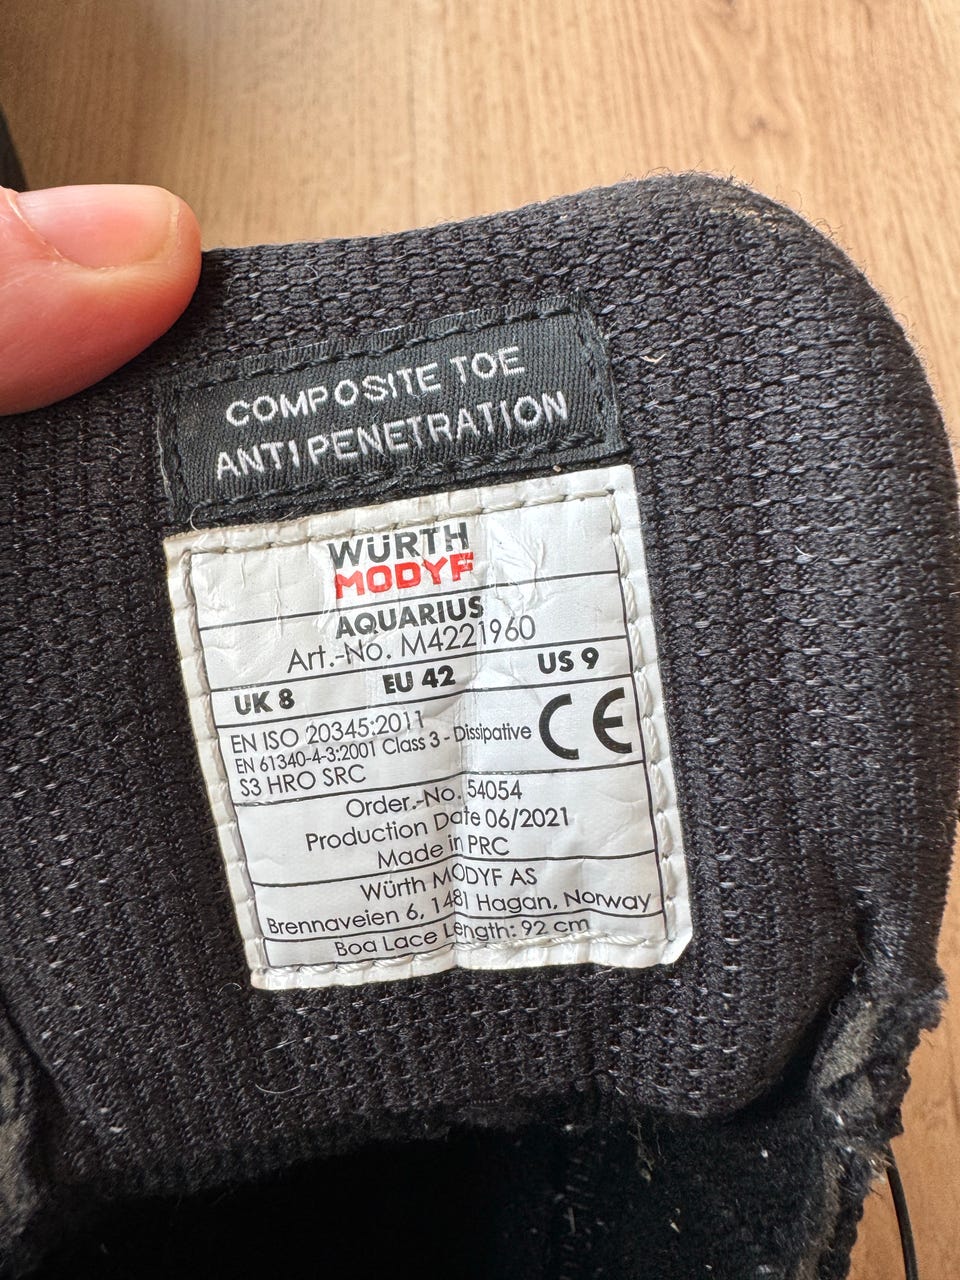 COMPOSITE TOE
ANTIPENETRATION
WÜRTH
MODYF
AQUARIUS
Art.-No. M4221960
UK 8 EU 42 US 9
EN ISO 20345:2011
EN 61340-4-3:2001 Class 3 - Dissipative
S3 HRO SRC
CE
Order.-No. 54054
Production Date 06/2021
Made in PRC
Würth MODYF AS
Brennaveien 6, 1481 Hagan, Norway
Boa Lace Length: 92 cm